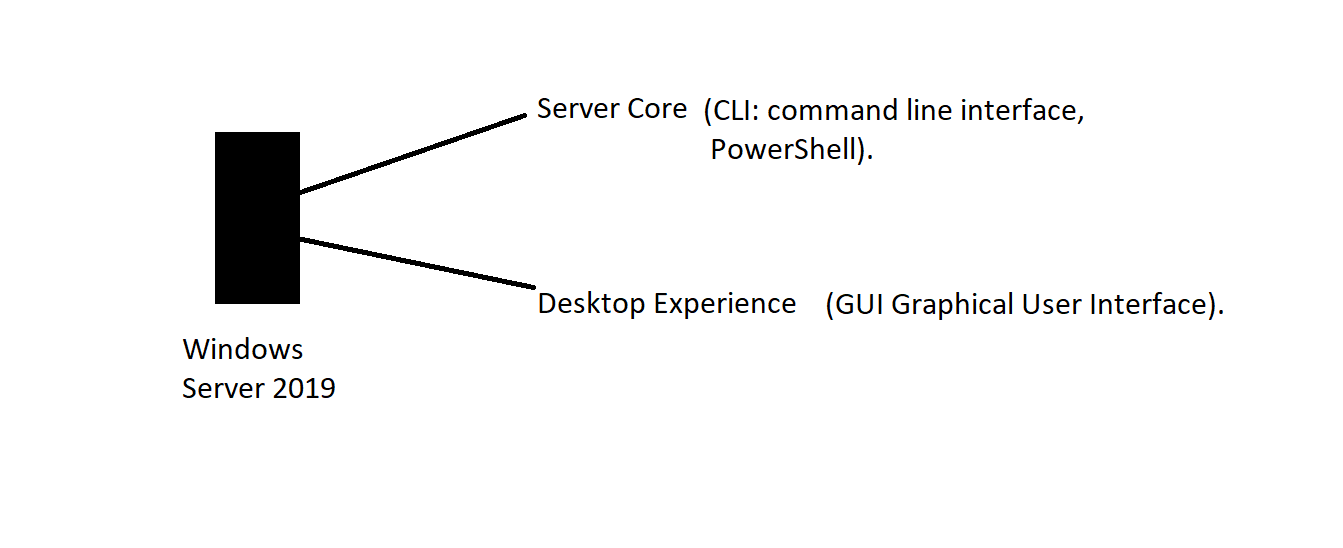 Server Core (CLI: command line interface,
PowerShell).
Desktop Experience (GUI Graphical User Interface).
Windows
Server 2019